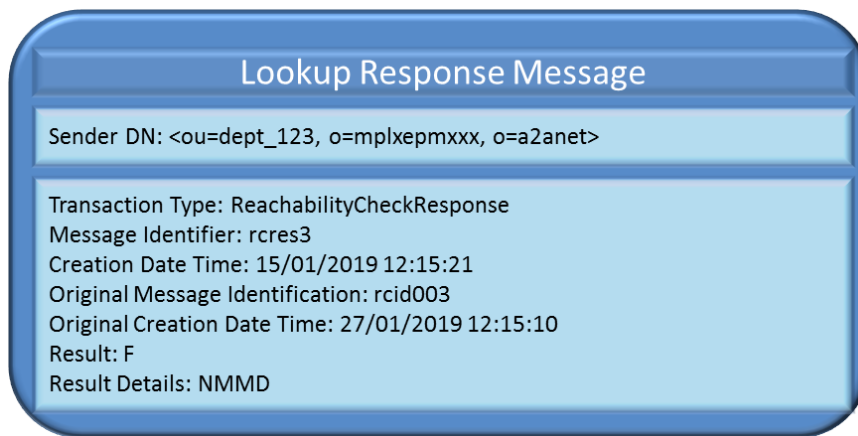 Lookup Response Message
Sender DN: <ou=dept_123, o=mplxepmxxx, o=a2anet>
Transaction Type: ReachabilityCheckResponse
Message Identifier: rcres3
Creation Date Time: 15/01/2019 12:15:21
Original Message Identification: rcid003
Original Creation Date Time: 27/01/2019 12:15:10
Result: F
Result Details: NMMD